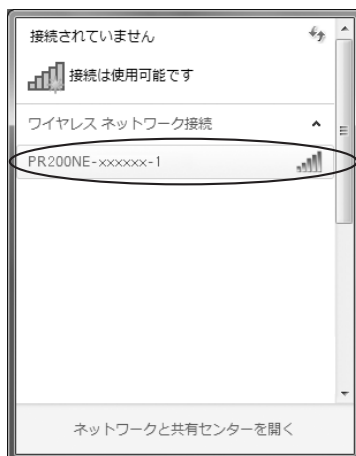 接続されていません
接続は使用可能です
ワイヤレス ネットワーク接続
PR200NE-xxxxxx-1
ネットワークと共有センターを開く